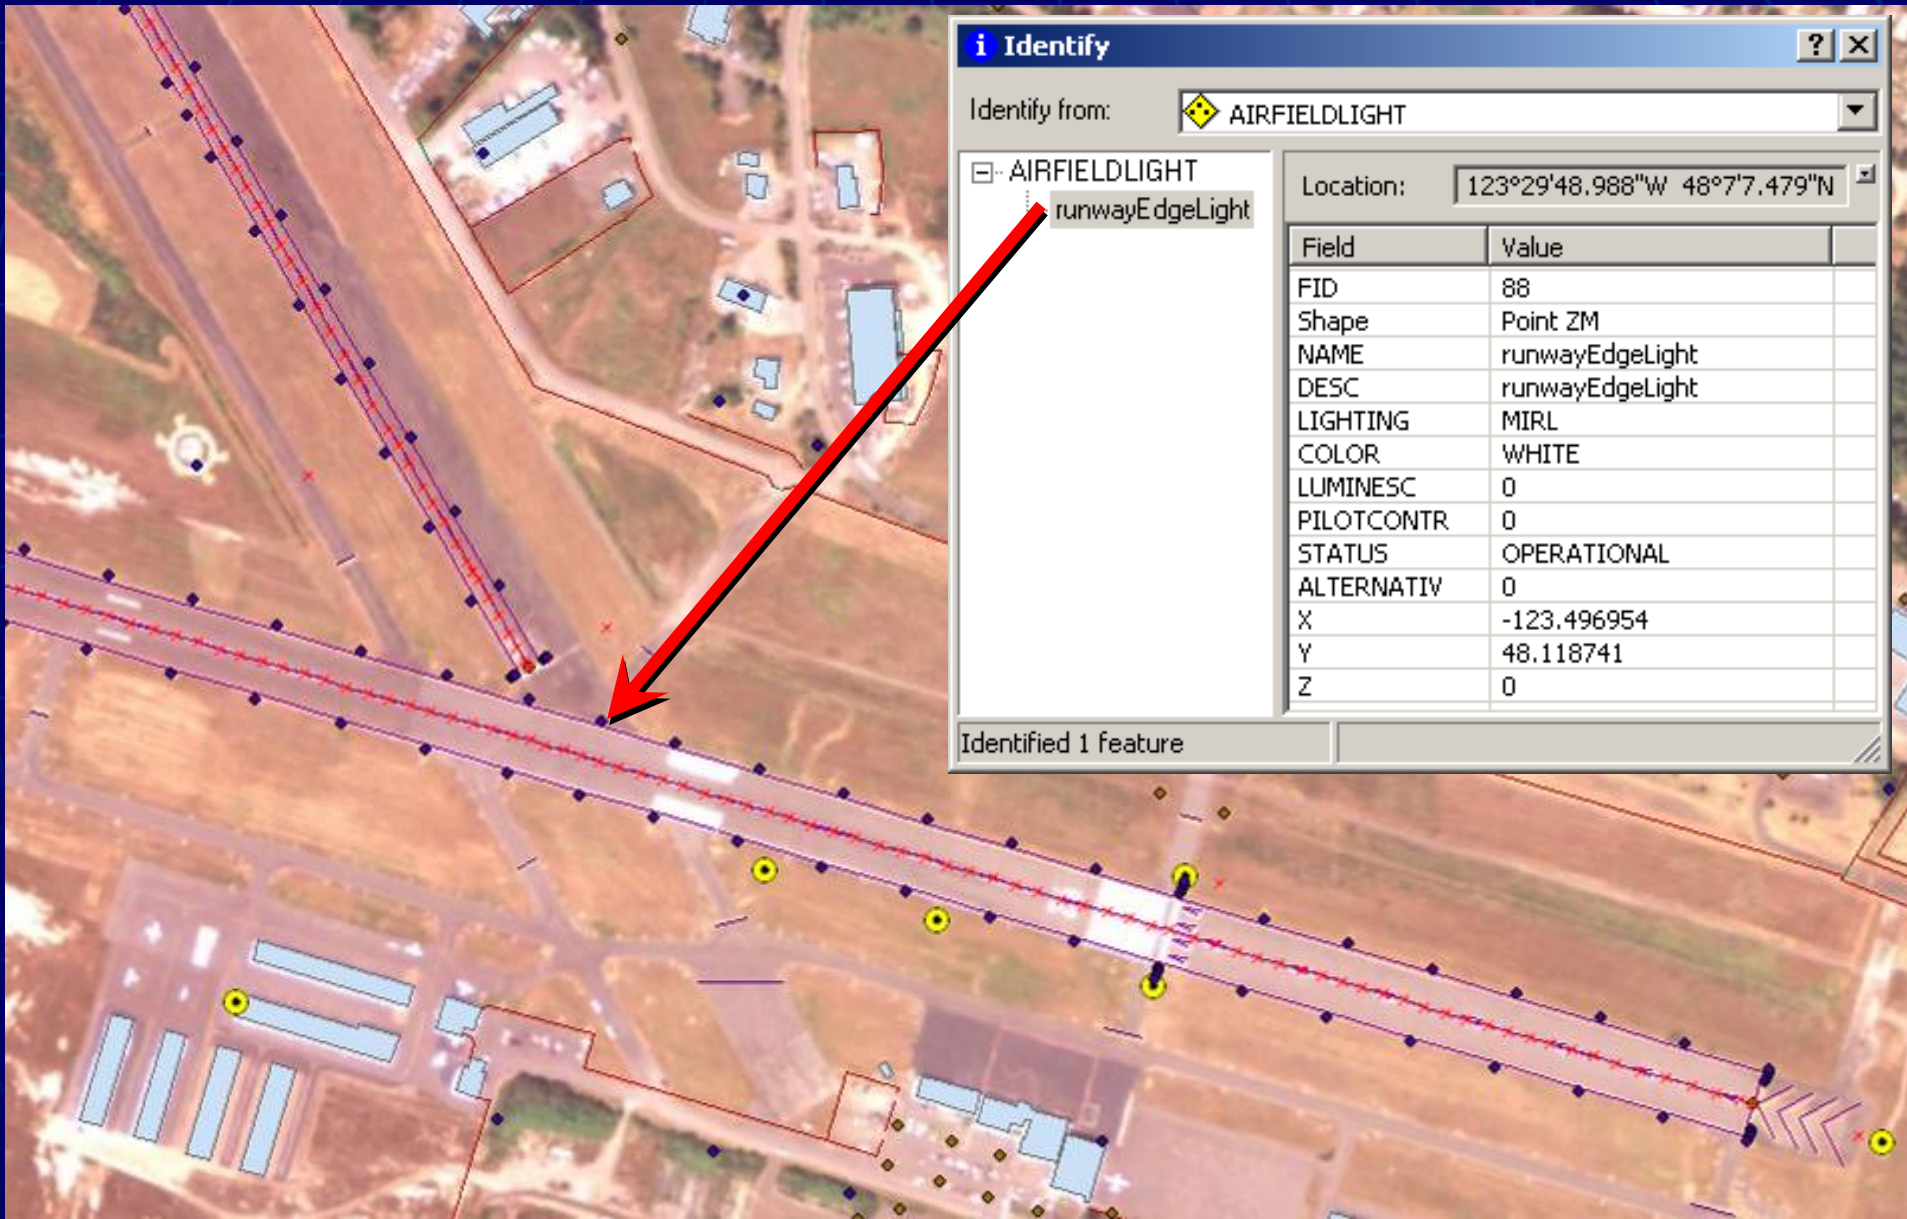 Identify
Identify from: AIRFIELDLIGHT
AIRFIELDLIGHT
runwayEdgeLight
Location: 123°29'48.988"W 48°7'7.479"N
Field Value
FID 88
Shape Point ZM
NAME runwayEdgeLight
DESC runwayEdgeLight
LIGHTING MIRL
COLOR WHITE
LUMINESC 0
PILOTCONTR 0
STATUS OPERATIONAL
ALTERNATIV 0
X -123.496954
Y 48.118741
Z 0
Identified 1 feature